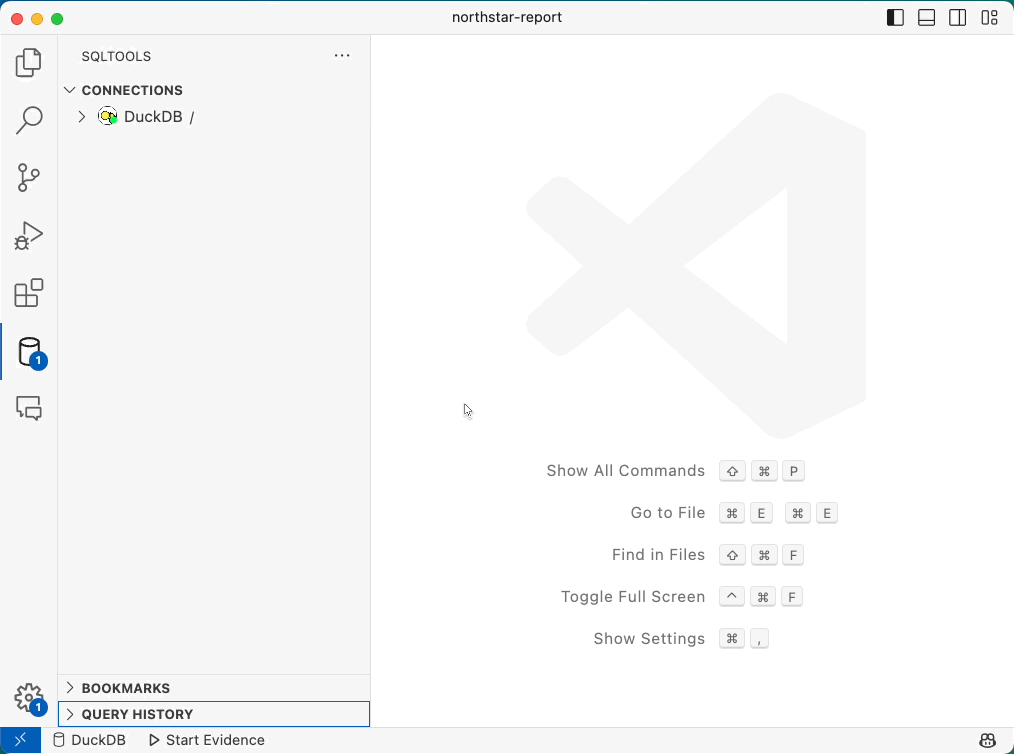 northstar-report
SQLTOOLS
CONNECTIONS
DuckDB /
1
Show All Commands ⇧ ⌘ P
Go to File ⌘ E ⌘ E
Find in Files ⇧ ⌘ F
Toggle Full Screen ^ ⌘ F
Show Settings ⌘ ,
BOOKMARKS
1
QUERY HISTORY
DuckDB Start Evidence